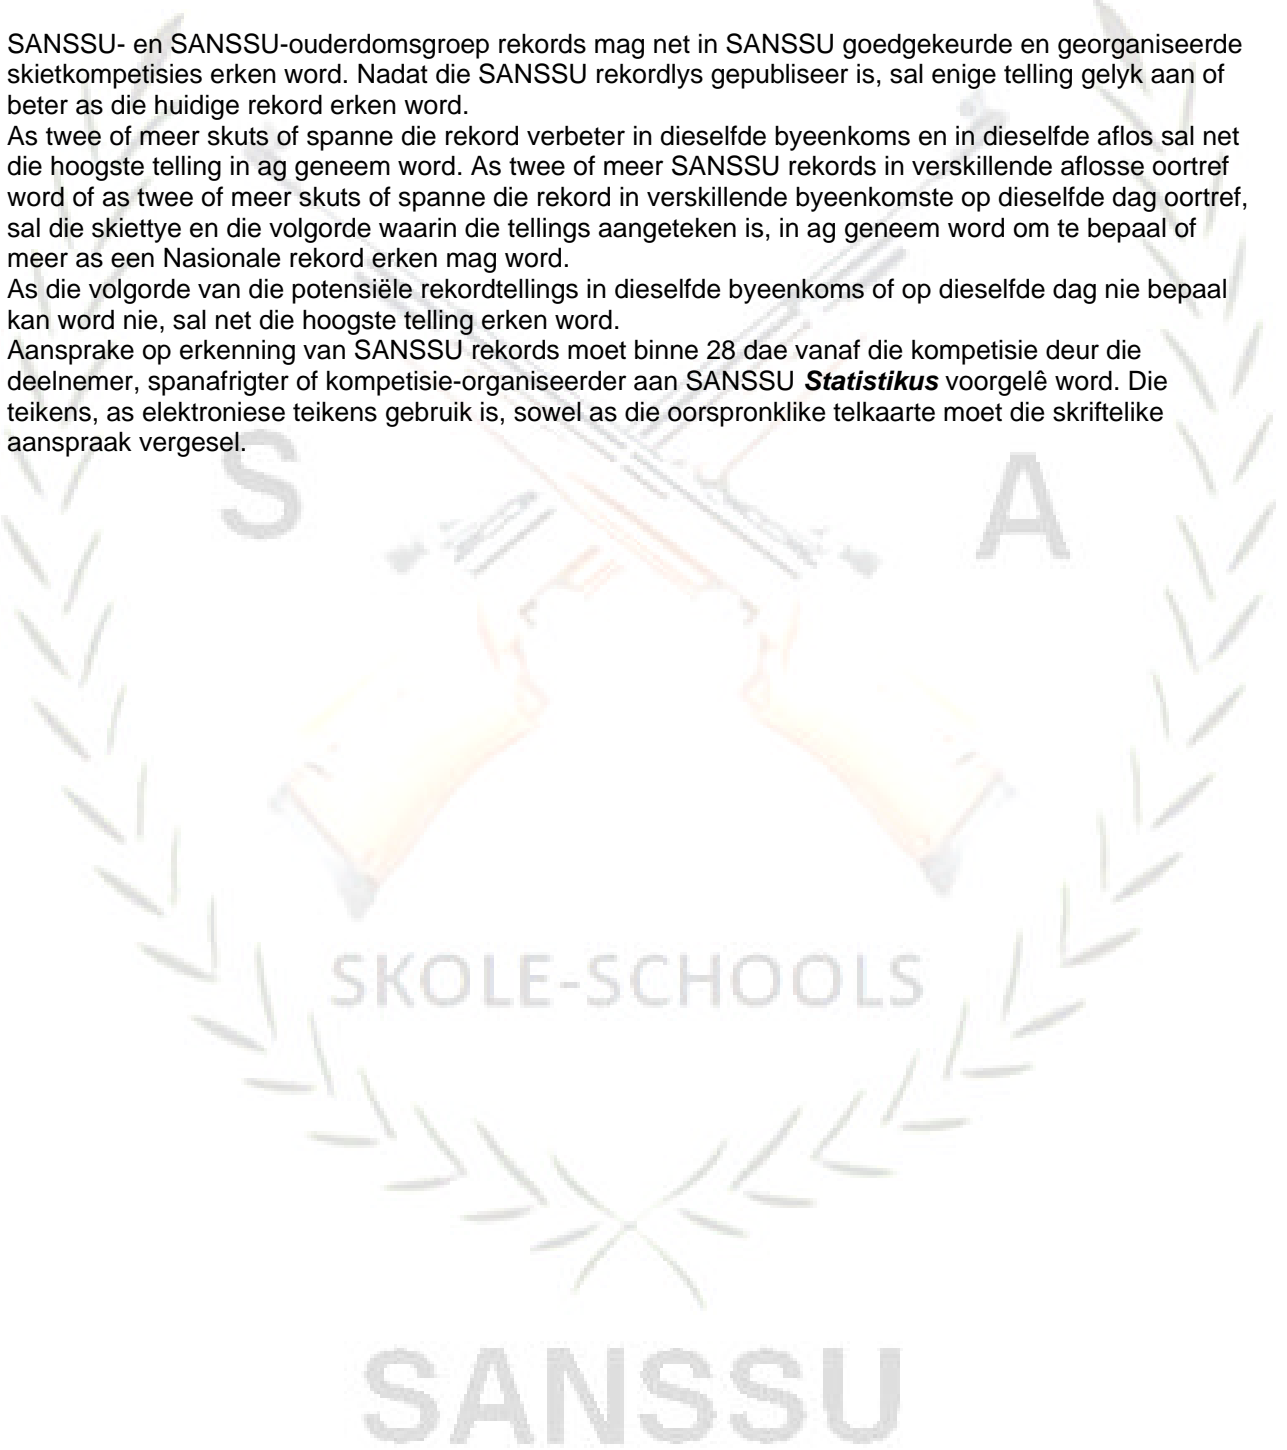 SANSSU- en SANSSU-ouderdomsgroep rekords mag net in SANSSU goedgekeurde en georganiseerde
skietkompetisies erken word. Nadat die SANSSU rekordlys gepubliseer is, sal enige telling gelyk aan of
beter as die huidige rekord erken word.
As twee of meer skuts of spanne die rekord verbeter in dieselfde byeenkoms en in dieselfde aflos sal net
die hoogste telling in ag geneem word. As twee of meer SANSSU rekords in verskillende aflosse oortref
word of as twee of meer skuts of spanne die rekord in verskillende byeenkomste op dieselfde dag oortref,
sal die skiettye en die volgorde waarin die tellings aangeteken is, in ag geneem word om te bepaal of
meer as een Nasionale rekord erken mag word.
As die volgorde van die potensiële rekordtellings in dieselfde byeenkoms of op dieselfde dag nie bepaal
kan word nie, sal net die hoogste telling erken word.
Aansprake op erkenning van SANSSU rekords moet binne 28 dae vanaf die kompetisie deur die
deelnemer, spanafrigter of kompetisie-organiseerder aan SANSSU Statistikus voorgelê word. Die
teikens, as elektroniese teikens gebruik is, sowel as die oorspronklike telkaarte moet die skriftelike
aanspraak vergesel.
S A
SKOLE-SCHOOLS
SANSSU